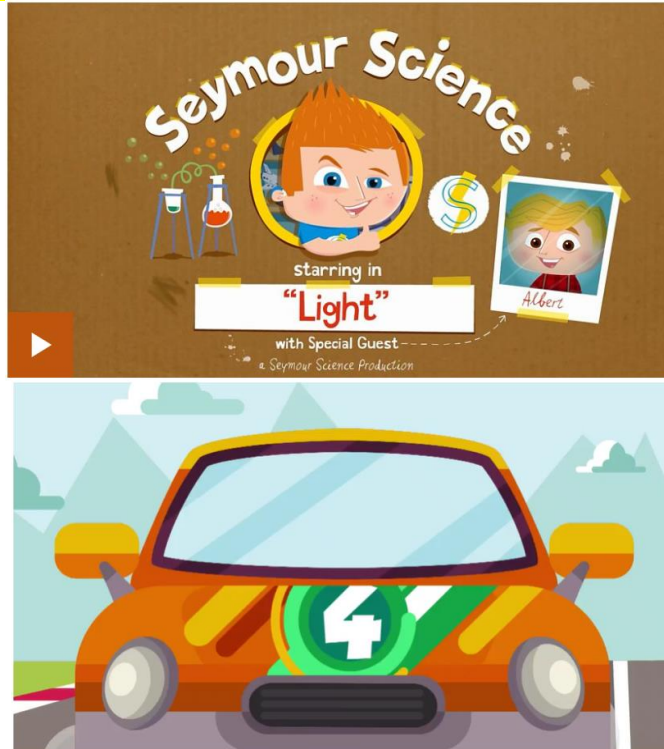 Seymour Science
S
starring in
“Light”
Albert
with Special Guest
a Seymour Science Production
4